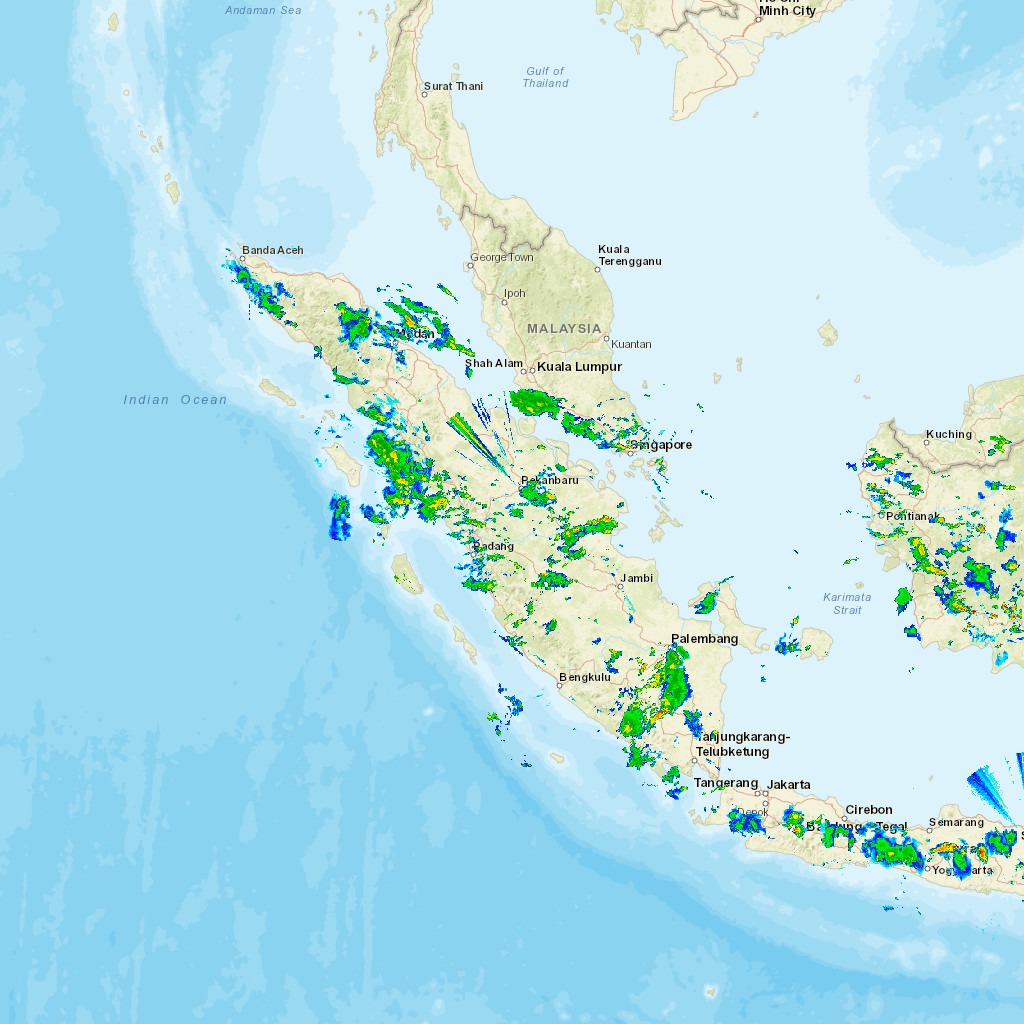 Andaman Sea
Minh City
Gulf of
Thailand
Surat Thani
Banda Aceh
George Town
Kuala
Terengganu
Ipoh
MALAYSIA
Medan
Kuantan
Shah Alam
Kuala Lumpur
Indian Ocean
Kuching
Singapore
Pekanbaru
Pontianak
Padang
Jambi
Karimata
Strait
Palembang
Bengkulu
Tanjungkarang-
Telubketung
Tangerang
Jakarta
Depok
Cirebon
Bandung
Tegal
Semarang
Yogyakarta